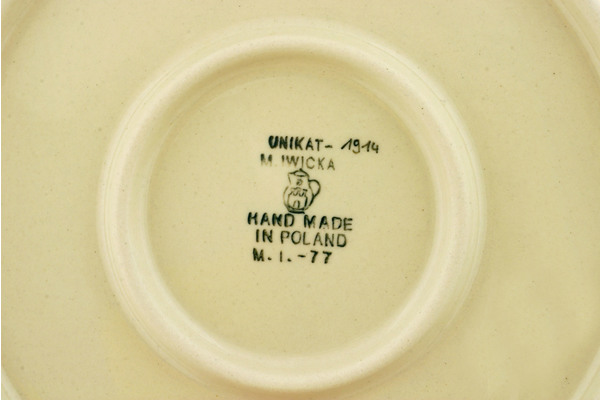 UNIKAT- 1914
M. IWICKA
HAND MADE
IN POLAND
M. I. -77